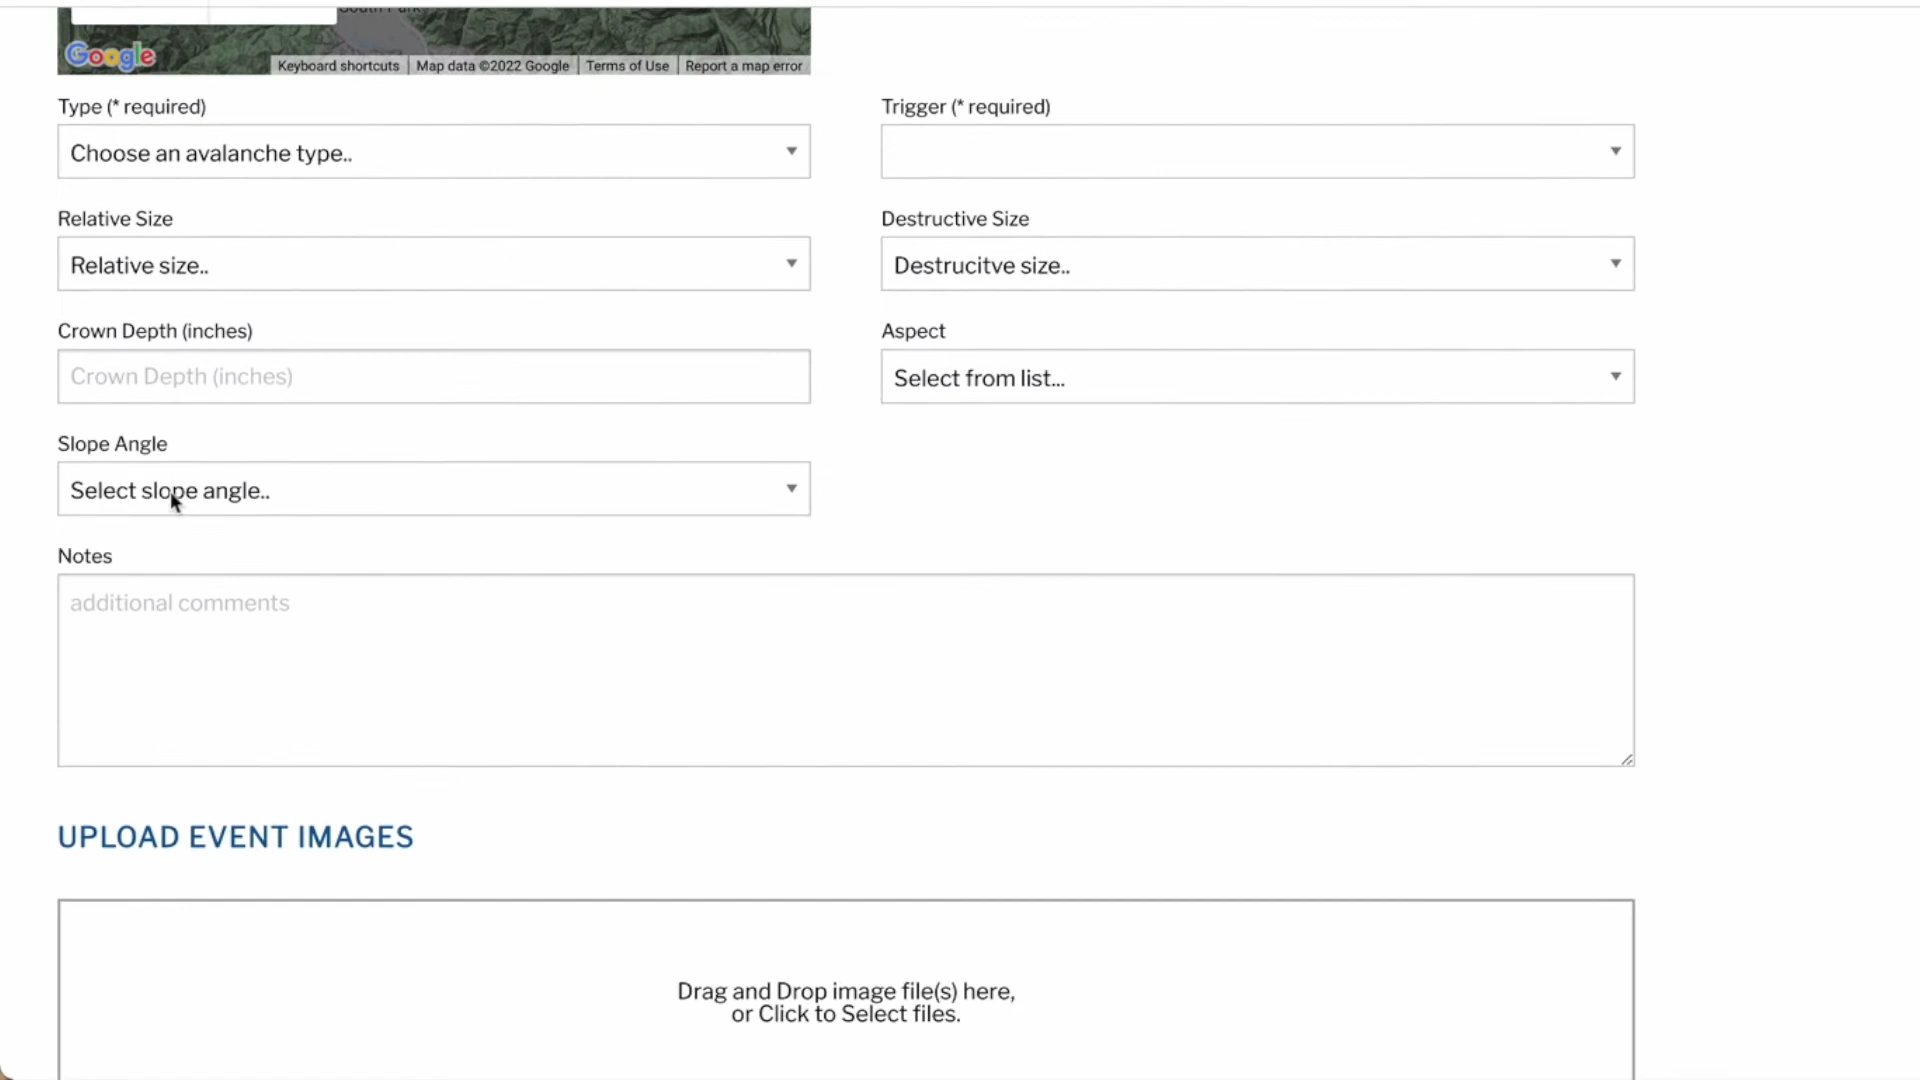 South Park
Google
Keyboard shortcuts
Map data ©2022 Google
Terms of Use
Report a map error
Type (* required)
Trigger (* required)
Choose an avalanche type..
Relative Size
Destructive Size
Relative size..
Destrucitve size..
Crown Depth (inches)
Aspect
Crown Depth (inches)
Select from list...
Slope Angle
Select slope angle..
Notes
additional comments
UPLOAD EVENT IMAGES
Drag and Drop image file(s) here,
or Click to Select files.